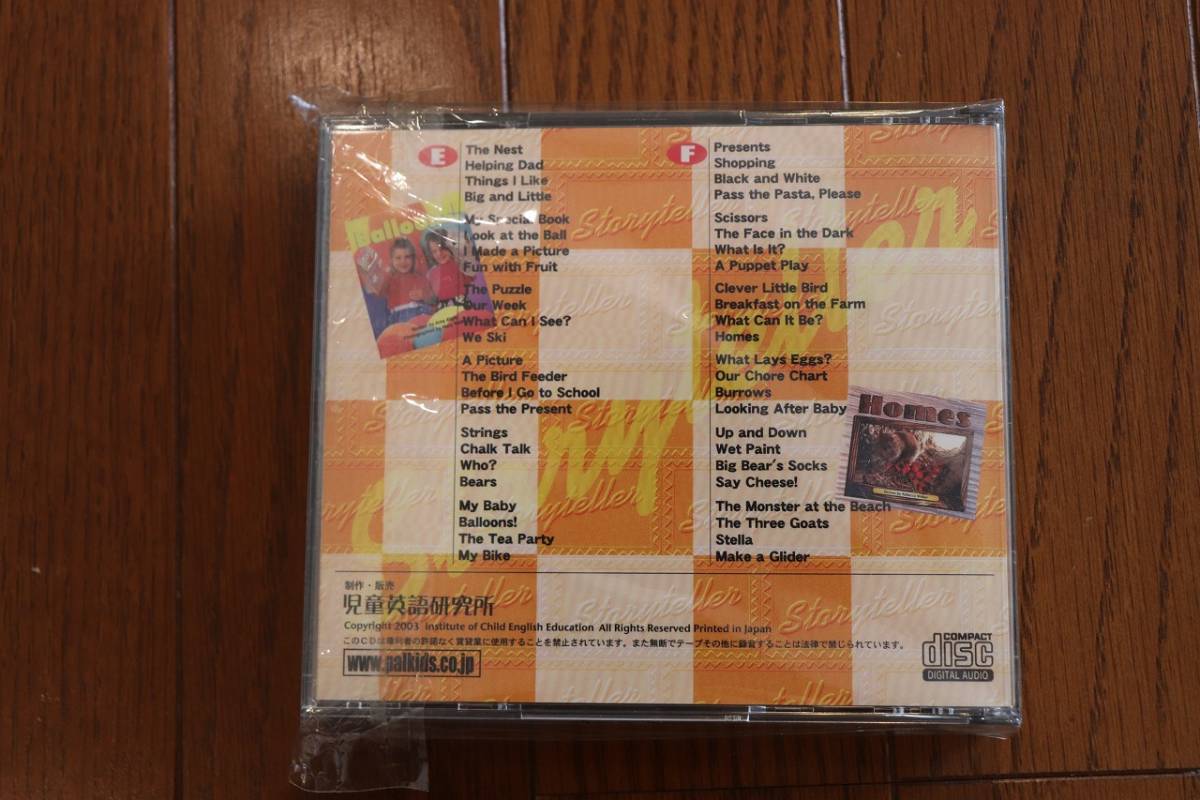 E
The Nest
Helping Dad
Things I Like
Big and Little
My Special Book
Look at the Ball
I Made a Picture
Fun with Fruit
The Puzzle
Our Week
What Can I See?
We Ski
A Picture
The Bird Feeder
Before I Go to School
Pass the Present
Strings
Chalk Talk
Who?
Bears
My Baby
Balloons!
The Tea Party
My Bike
F
Presents
Shopping
Black and White
Pass the Pasta, Please
Scissors
The Face in the Dark
What Is It?
A Puppet Play
Clever Little Bird
Breakfast on the Farm
What Can It Be?
Homes
What Lays Eggs?
Our Chore Chart
Burrows
Looking After Baby
Up and Down
Wet Paint
Big Bear's Socks
Say Cheese!
The Monster at the Beach
The Three Goats
Stella
Make a Glider
Homes
Storyteller
制作・販売
児童英語研究所
Copyright 2003 Institute of Child English Education All Rights Reserved Printed in Japan
このCDは権利者の許諾なく賃貸業に使用することを禁止されています。また無断でテープその他に録音することは法律で禁じられています。
www.palkids.co.jp
COMPACT
disc
DIGITAL AUDIO